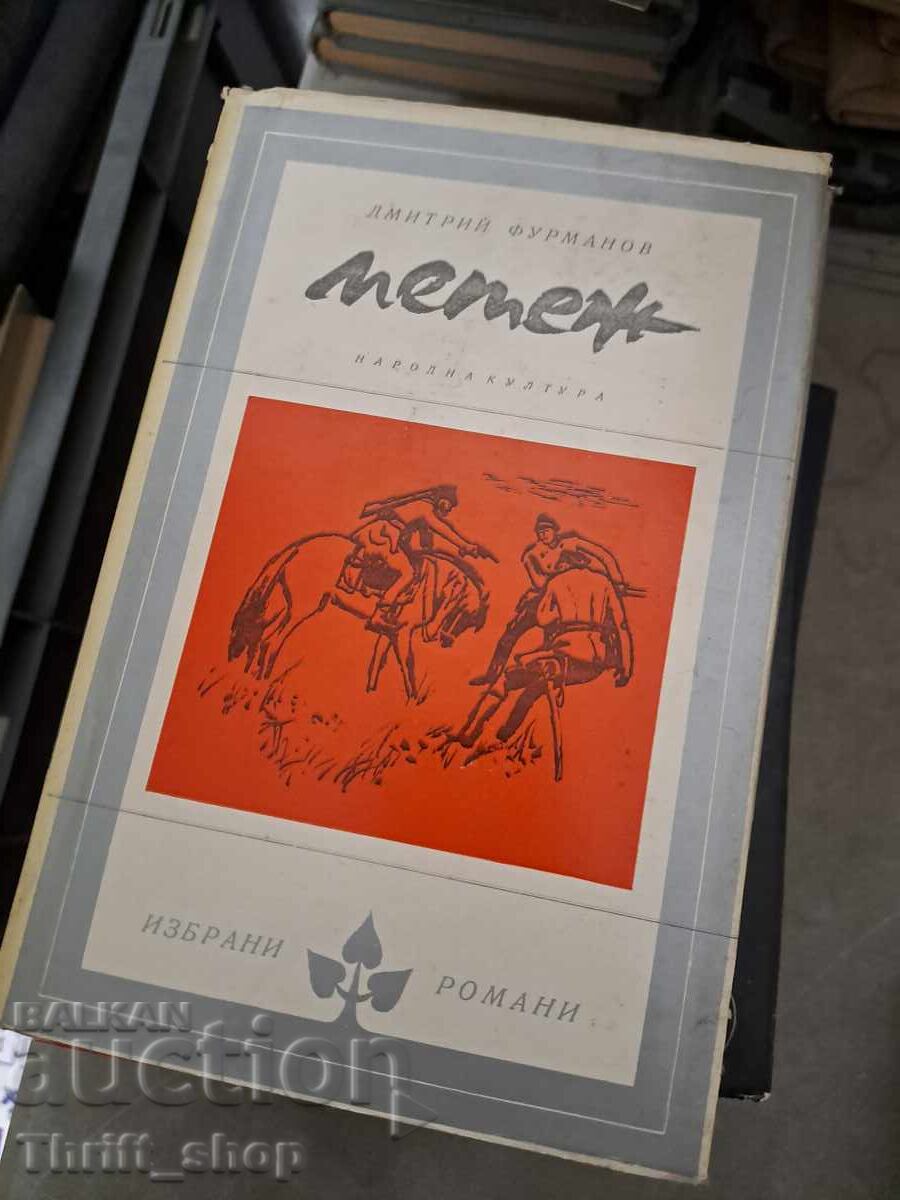 ДМИТРИЙ ФУРМАНОВ
метеж
НАРОДНА КУЛТУРА
ИЗБРАНИ РОМАНИ
BALKAN
auction
Thrift_shop